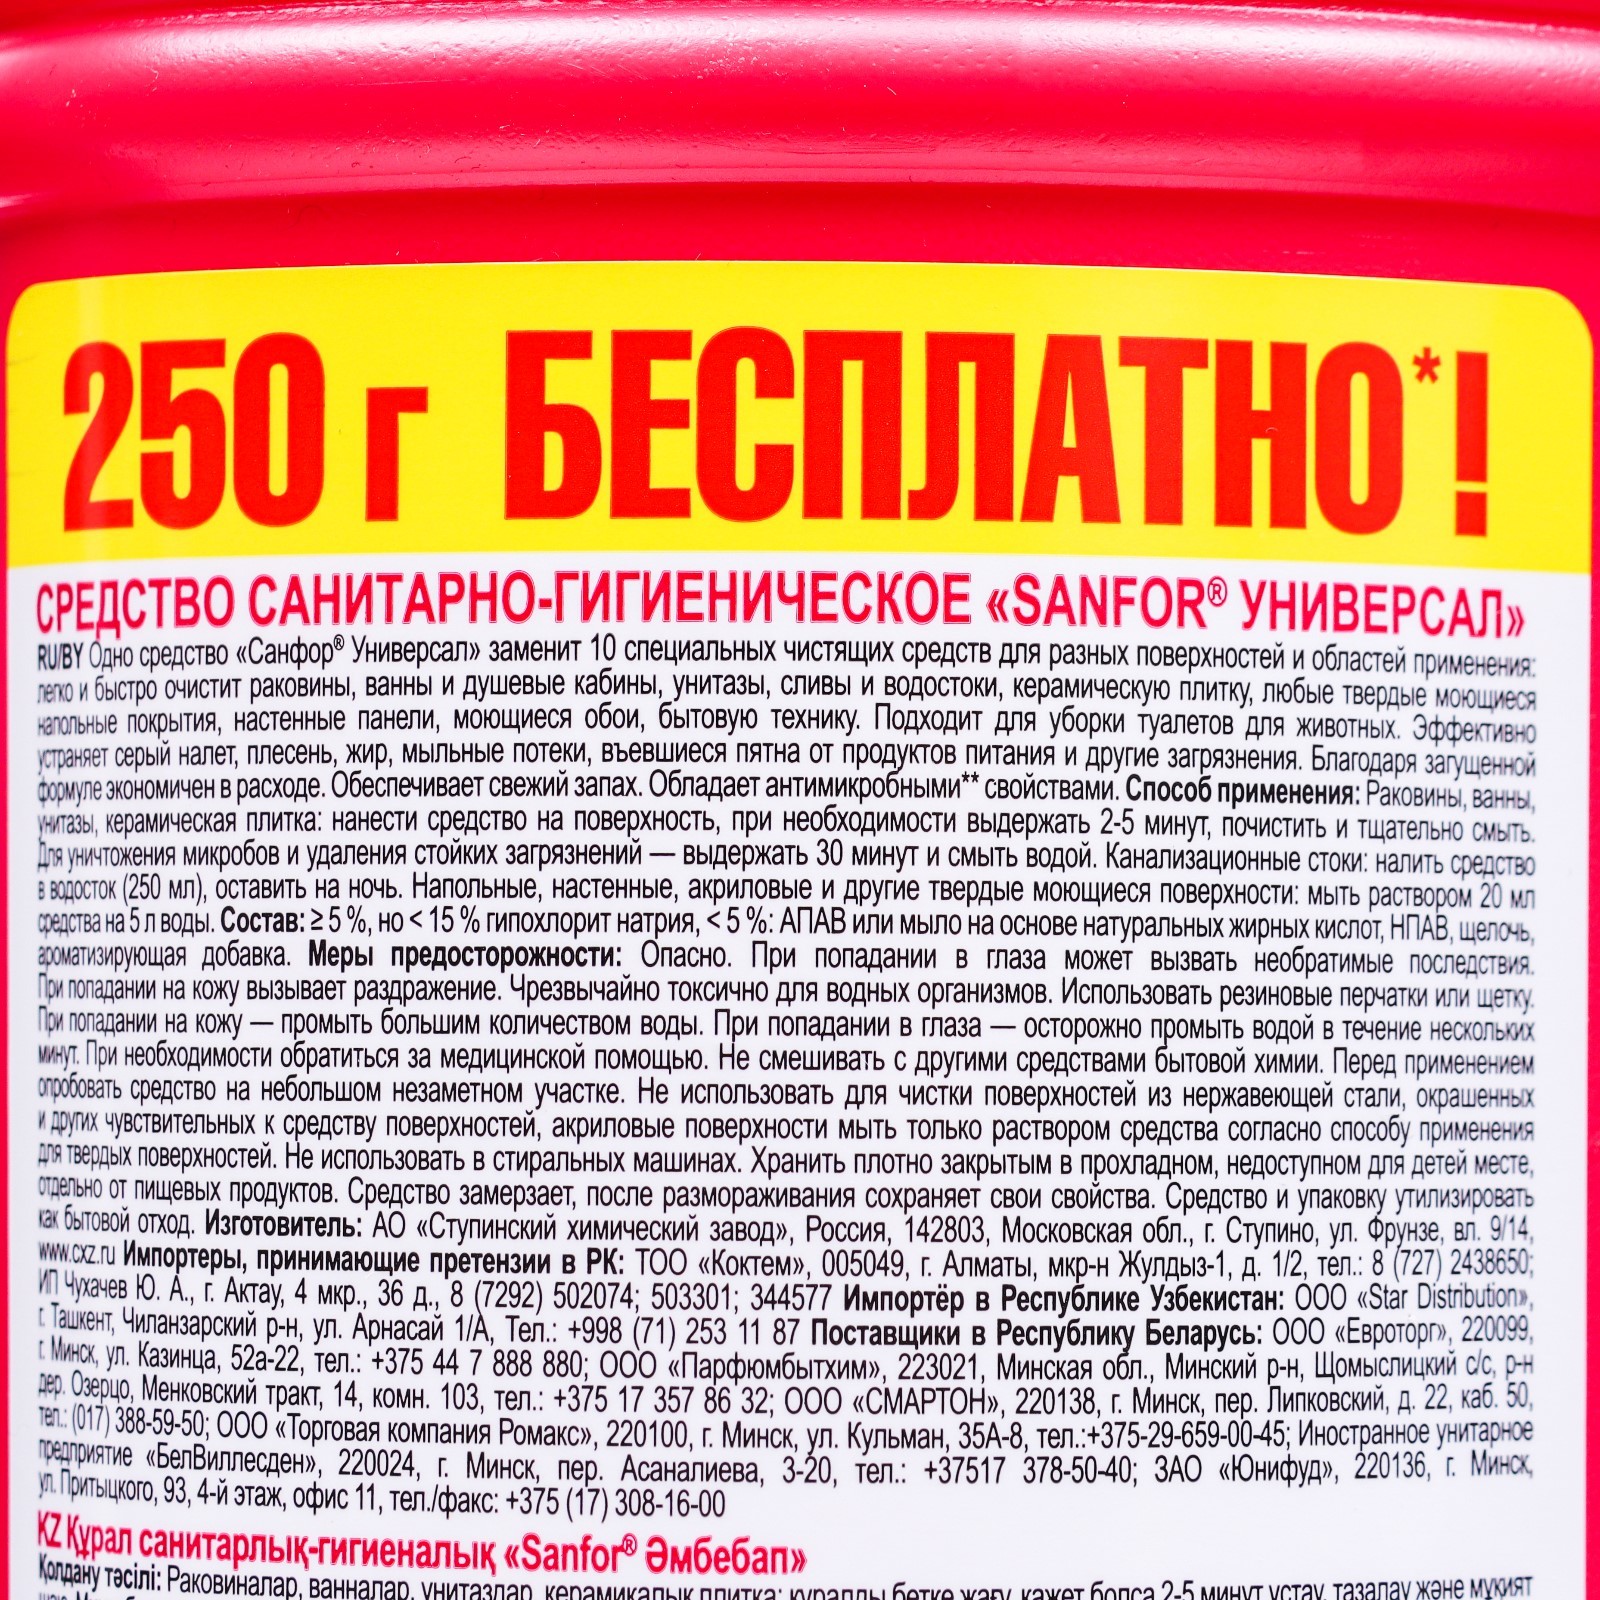 250 г БЕСПЛАТНО*!
СРЕДСТВО САНИТАРНО-ГИГИЕНИЧЕСКОЕ «SANFOR® УНИВЕРСАЛ»
RU/BY Одно средство «Санфор® Универсал» заменит 10 специальных чистящих средств для разных поверхностей и областей применения:
легко и быстро очистит раковины, ванны и душевые кабины, унитазы, сливы и водостоки, керамическую плитку, любые твердые моющиеся
напольные покрытия, настенные панели, моющиеся обои, бытовую технику. Подходит для уборки туалетов для животных. Эффективно
устраняет серый налет, плесень, жир, мыльные потеки, въевшиеся пятна от продуктов питания и другие загрязнения. Благодаря загущенной
формуле экономичен в расходе. Обеспечивает свежий запах. Обладает антимикробными** свойствами. Способ применения: Раковины, ванны,
унитазы, керамическая плитка: нанести средство на поверхность, при необходимости выдержать 2-5 минут, почистить и тщательно смыть.
Для уничтожения микробов и удаления стойких загрязнений — выдержать 30 минут и смыть водой. Канализационные стоки: налить средство
в водосток (250 мл), оставить на ночь. Напольные, настенные, акриловые и другие твердые моющиеся поверхности: мыть раствором 20 мл
средства на 5 л воды. Состав: ≥ 5 %, но < 15 % гипохлорит натрия, < 5 %: АПАВ или мыло на основе натуральных жирных кислот, НПАВ, щелочь,
ароматизирующая добавка. Меры предосторожности: Опасно. При попадании в глаза может вызвать необратимые последствия.
При попадании на кожу вызывает раздражение. Чрезвычайно токсично для водных организмов. Использовать резиновые перчатки или щетку.
При попадании на кожу — промыть большим количеством воды. При попадании в глаза — осторожно промыть водой в течение нескольких
минут. При необходимости обратиться за медицинской помощью. Не смешивать с другими средствами бытовой химии. Перед применением
опробовать средство на небольшом незаметном участке. Не использовать для чистки поверхностей из нержавеющей стали, окрашенных
и других чувствительных к средству поверхностей, акриловые поверхности мыть только раствором средства согласно способу применения
для твердых поверхностей. Не использовать в стиральных машинах. Хранить плотно закрытым в прохладном, недоступном для детей месте,
отдельно от пищевых продуктов. Средство замерзает, после размораживания сохраняет свои свойства. Средство и упаковку утилизировать
как бытовой отход. Изготовитель: АО «Ступинский химический завод», Россия, 142803, Московская обл., г. Ступино, ул. Фрунзе, вл. 9/14,
www.cxz.ru Импортеры, принимающие претензии в РК: ТОО «Коктем», 005049, г. Алматы, мкр-н Жулдыз-1, д. 1/2, тел.: 8 (727) 2438650;
ИП Чухачев Ю. А., г. Актау, 4 мкр., 36 д., 8 (7292) 502074; 503301; 344577 Импортёр в Республике Узбекистан: ООО «Star Distribution»,
г. Ташкент, Чиланзарский р-н, ул. Арнасай 1/А, Тел.: +998 (71) 253 11 87 Поставщики в Республику Беларусь: ООО «Евроторг», 220099,
г. Минск, ул. Казинца, 52а-22, тел.: +375 44 7 888 880; ООО «Парфюмбытхим», 223021, Минская обл., Минский р-н, Щомыслицкий с/с, р-н
дер. Озерцо, Менковский тракт, 14, комн. 103, тел.: +375 17 357 86 32; ООО «СМАРТОН», 220138, г. Минск, пер. Липковский, д. 22, каб. 50,
тел.: (017) 388-59-50; ООО «Торговая компания Ромакс», 220100, г. Минск, ул. Кульман, 35А-8, тел.:+375-29-659-00-45; Иностранное унитарное
предприятие «БелВиллесден», 220024, г. Минск, пер. Асаналиева, 3-20, тел.: +37517 378-50-40; ЗАО «Юнифуд», 220136, г. Минск,
ул. Притыцкого, 93, 4-й этаж, офис 11, тел./факс: +375 (17) 308-16-00
KZ Құрал санитарлық-гигиеналық «Sanfor® Әмбебап»
Қолдану тәсілі: Раковиналар, ванналар, унитаздар, керамикалық плитка: құралды бетке жағу, қажет болса 2-5 минут ұстау, тазалау және мұқият